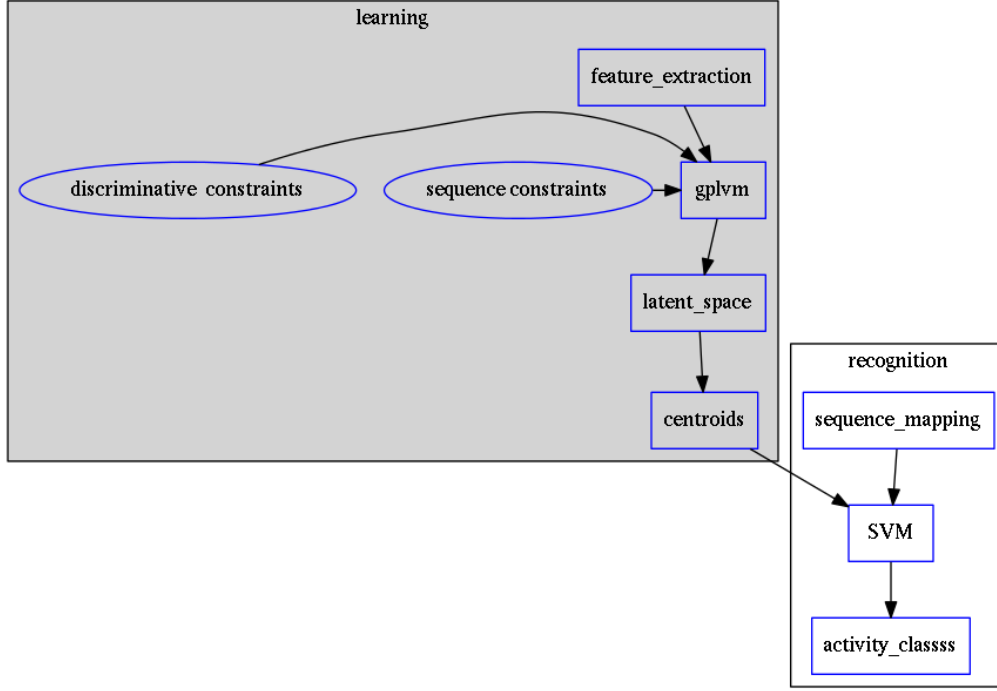 learning
feature_extraction
discriminative constraints
sequence constraints
gplvm
latent_space
centroids
recognition
sequence_mapping
SVM
activity_classss